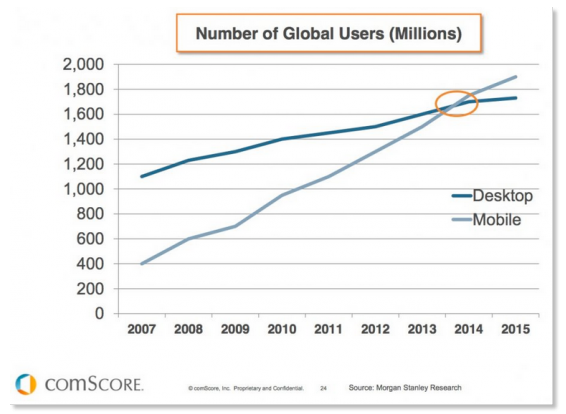 Number of Global Users (Millions)
2,000
1,800
1,600
1,400
1,200
1,000
800
600
400
200
0
Desktop
Mobile
2007 2008 2009 2010 2011 2012 2013 2014 2015
comSCORE.
© comScore, Inc. Proprietary and Confidential. 24 Source: Morgan Stanley Research